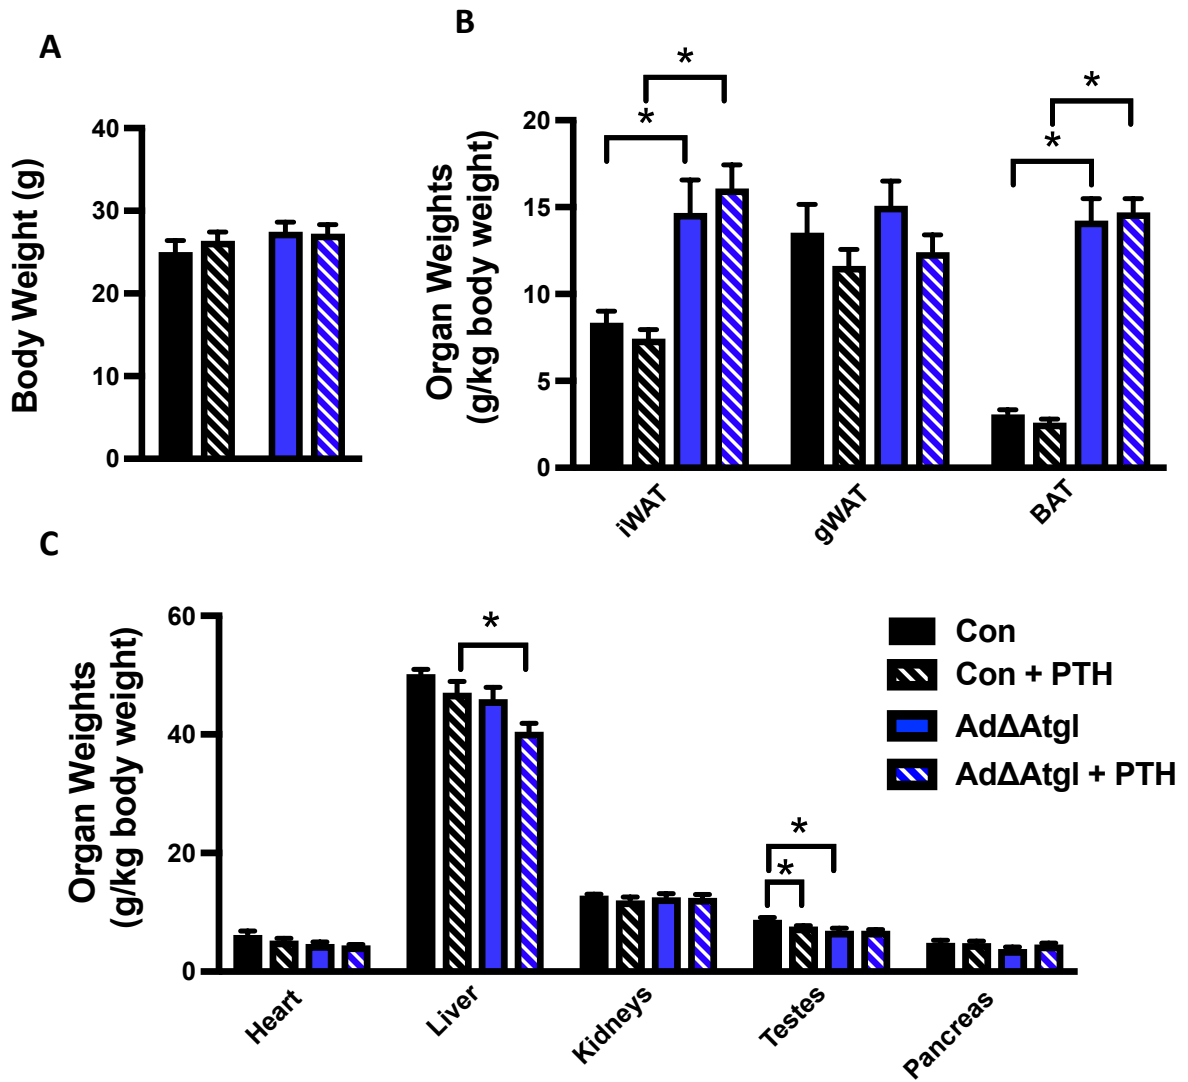 A
Body Weight (g)
40
30
20
10
0
B
Organ Weights
(g/kg body weight)
20
15
10
5
0
*
*
*
*
iWAT
gWAT
BAT
C
Organ Weights
(g/kg body weight)
60
40
20
0
*
*
*
Heart
Liver
Kidneys
Testes
Pancreas
Con
Con + PTH
AdΔAtgl
AdΔAtgl + PTH